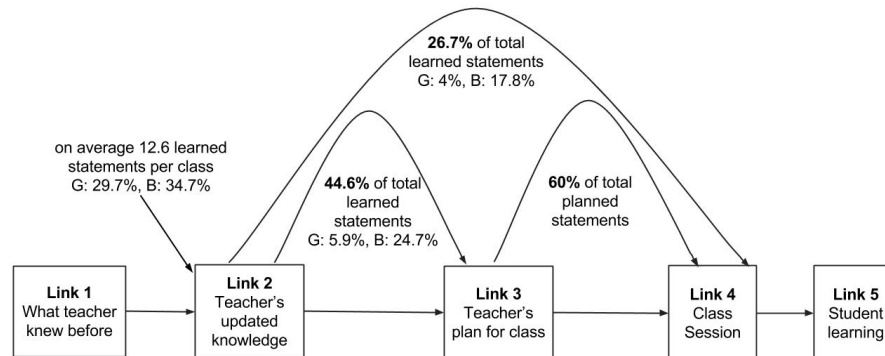 26.7% of total
learned statements
G: 4%, B: 17.8%
on average 12.6 learned
statements per class
G: 29.7%, B: 34.7%
44.6% of total
learned
statements
G: 5.9%, B: 24.7%
60% of total
planned
statements
Link 1
What teacher
knew before
Link 2
Teacher's
updated
knowledge
Link 3
Teacher's
plan for class
Link 4
Class
Session
Link 5
Student
learning